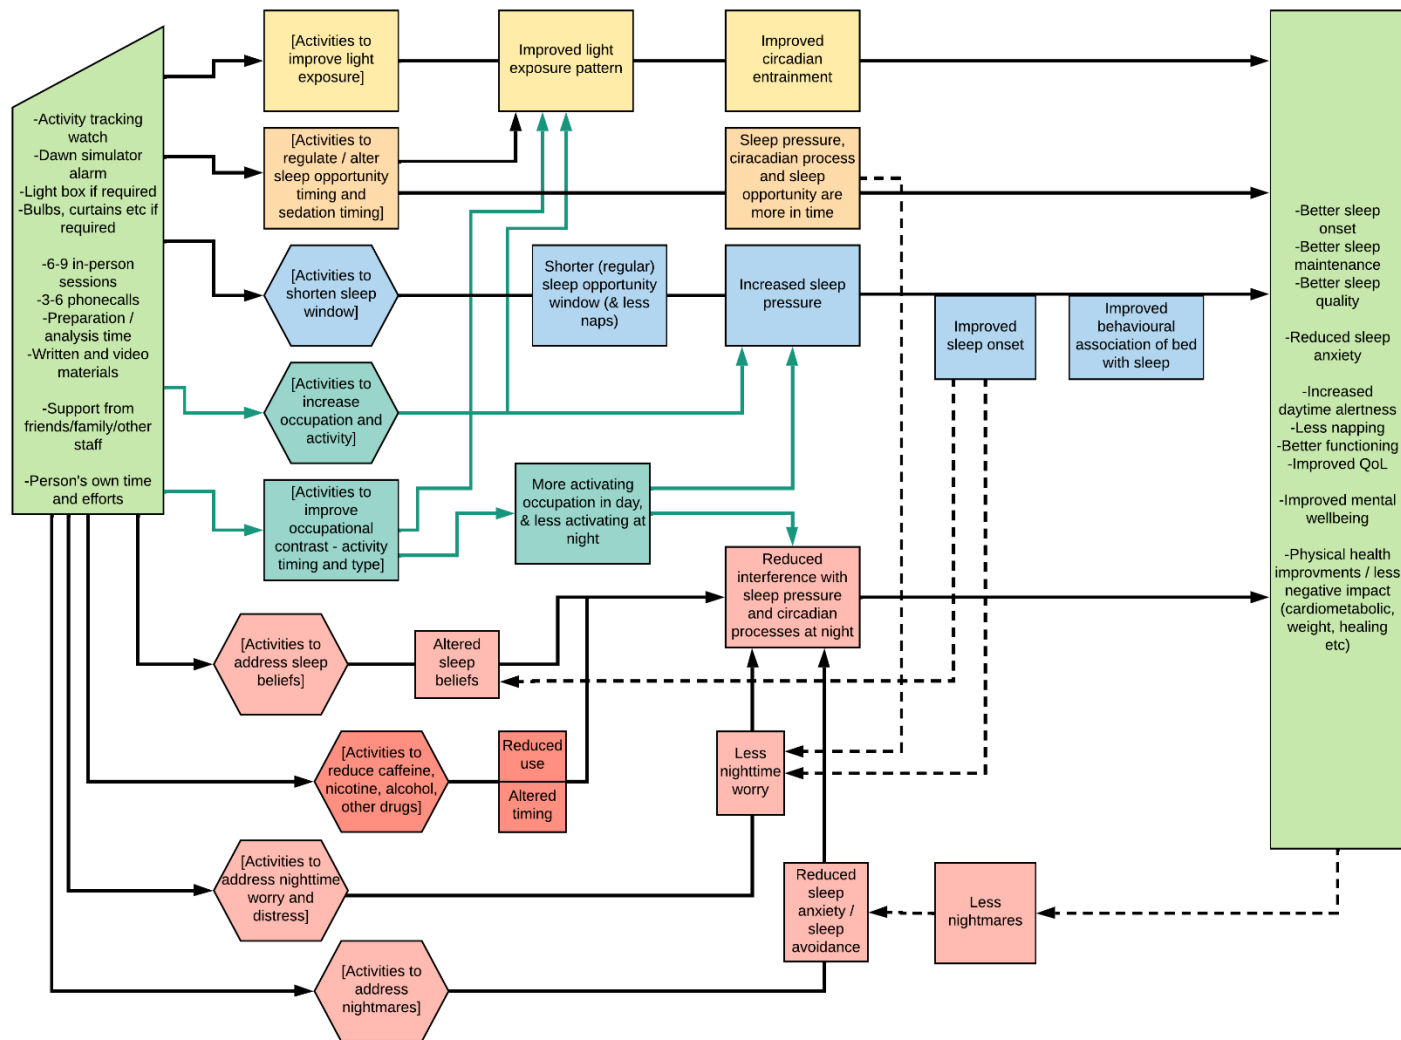 -Activity tracking
watch
-Dawn simulator
alarm
-Light box if required
-Bulbs, curtains etc if
required
-6-9 in-person
sessions
-3-6 phonecalls
-Preparation /
analysis time
-Written and video
materials
-Support from
friends/family/other
staff
-Person's own time
and efforts
[Activities to
improve light
exposure]
Improved light
exposure pattern
Improved
circadian
entrainment
[Activities to
regulate / alter
sleep opportunity
timing and
sedation timing]
Sleep pressure,
ciracadian process
and sleep
opportunity are
more in time
[Activities to
shorten sleep
window]
Shorter (regular)
sleep opportunity
window (& less
naps)
Increased sleep
pressure
Improved
sleep onset
Improved
behavioural
association of bed
with sleep
[Activities to
increase
occupation and
activity]
[Activities to
improve
occupational
contrast - activity
timing and type]
More activating
occupation in day,
& less activating at
night
Reduced
interference with
sleep pressure
and circadian
processes at night
[Activities to
address sleep
beliefs]
Altered
sleep
beliefs
[Activities to
reduce caffeine,
nicotine, alcohol,
other drugs]
Reduced
use
Altered
timing
Less
nighttime
worry
[Activities to
address nighttime
worry and
distress]
Reduced
sleep
anxiety /
sleep
avoidance
Less
nightmares
[Activities to
address
nightmares]
-Better sleep
onset
-Better sleep
maintenance
-Better sleep
quality
-Reduced sleep
anxiety
-Increased
daytime alertness
-Less napping
-Better functioning
-Improved QoL
-Improved mental
wellbeing
-Physical health
improvments / less
negative impact
(cardiometabolic,
weight, healing
etc)